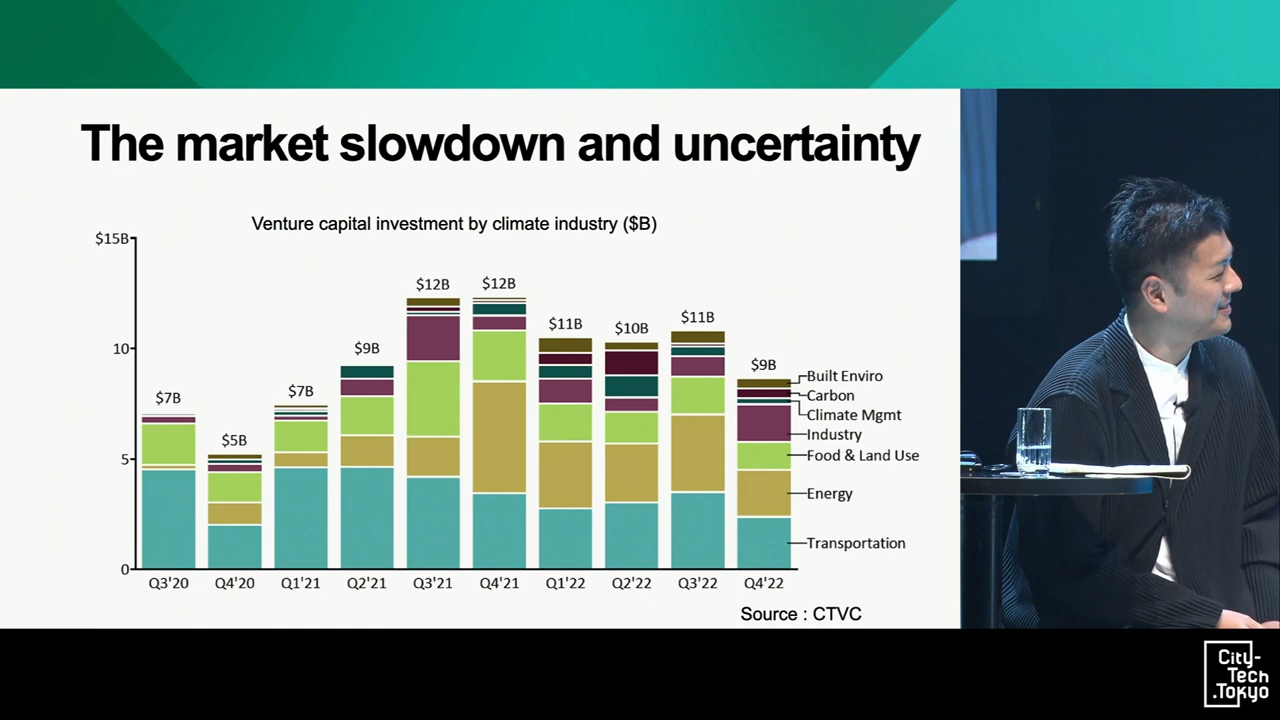 The market slowdown and uncertainty
Venture capital investment by climate industry ($B)
$15B
10
5
0
$7B
$5B
$7B
$9B
$12B
$12B
$11B
$10B
$11B
$9B
Built Enviro
Carbon
Climate Mgmt
Industry
Food & Land Use
Energy
Transportation
Q3'20
Q4'20
Q1'21
Q2'21
Q3'21
Q4'21
Q1'22
Q2'22
Q3'22
Q4'22
Source : CTVC
City-
Tech
.Tokyo